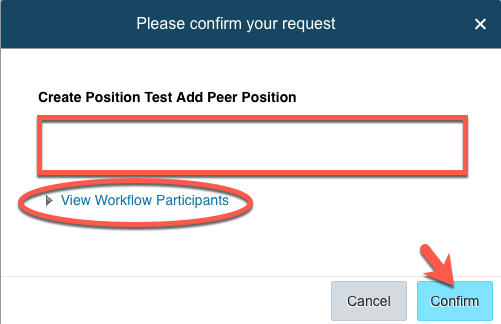 Please confirm your request
Create Position Test Add Peer Position
View Workflow Participants
Cancel
Confirm